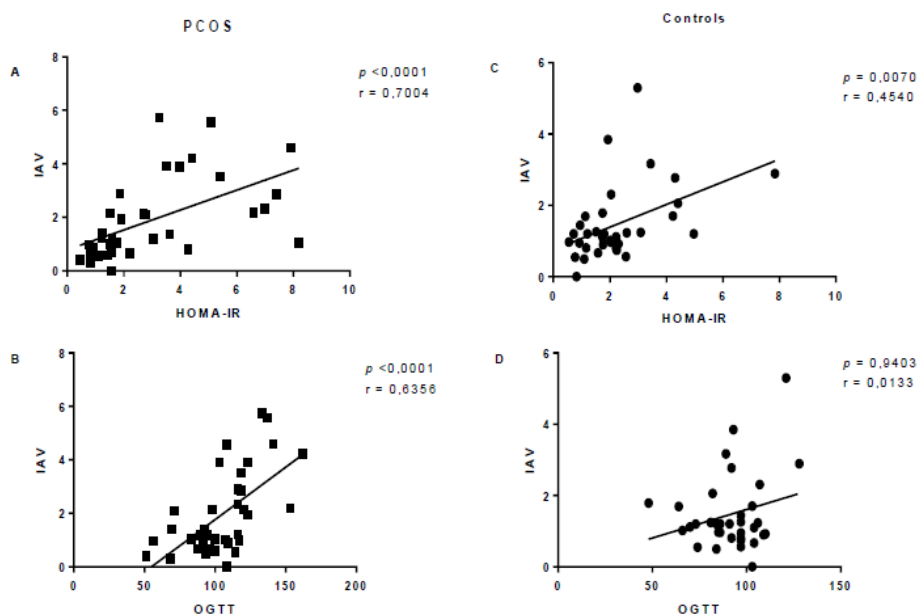 PCOS
Controls
A
p <0,0001
r = 0,7004
8
6
4
2
0
IAV
0 2 4 6 8 10
HOMA-IR
C
p = 0,0070
r = 0,4540
6
4
2
0
IAV
0 2 4 6 8 10
HOMA-IR
B
p <0,0001
r = 0,6356
8
6
4
2
0
IAV
0 50 100 150 200
OGTT
D
p = 0,9403
r = 0,0133
6
4
2
0
IAV
0 50 100 150
OGTT